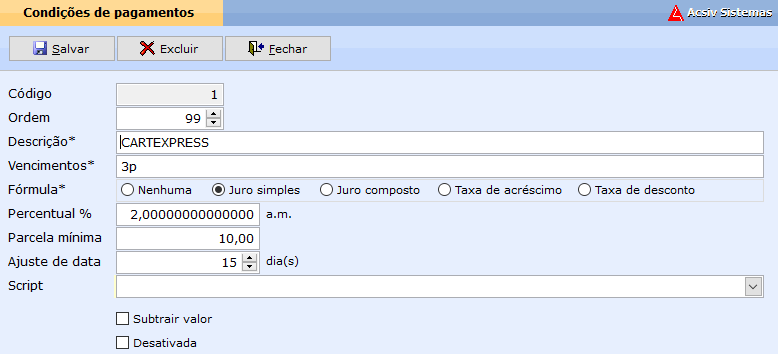 Condições de pagamentos
Acsiv Sistemas
Salvar Excluir Fechar
Código 1
Ordem 99
Descrição* CARTEXPRESS
Vencimentos* 3p
Fórmula* Nenhuma Juro simples Juro composto Taxa de acréscimo Taxa de desconto
Percentual % 2,00000000000000 a.m.
Parcela mínima 10,00
Ajuste de data 15 dia(s)
Script
Subtrair valor
Desativada